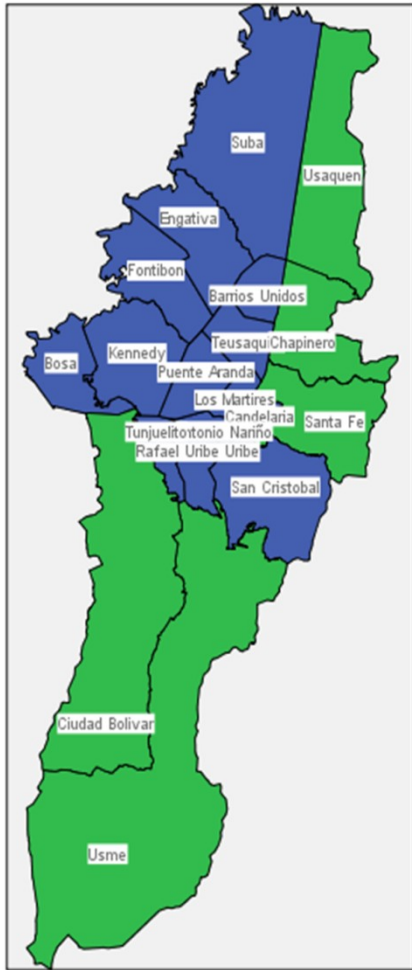 Suba
Usaquen
Engativa
Fontibon
Barrios Unidos
Teusaqui
Chapinero
Bosa
Kennedy
Puente Aranda
Los Martires
Candelaria
Santa Fe
Tunjuelito
tonio Nariño
Rafael Uribe Uribe
San Cristobal
Ciudad Bolivar
Usme